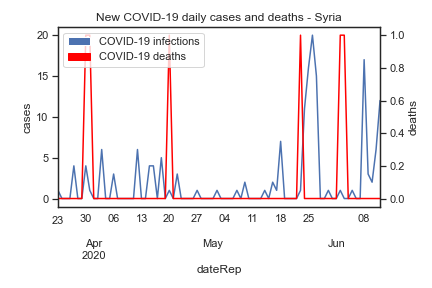 New COVID-19 daily cases and deaths - Syria
COVID-19 infections
COVID-19 deaths
20
15
10
5
0
cases
1.0
0.8
0.6
0.4
0.2
0.0
deaths
23 30 06 13 20 27 04 11 18 25 08
Apr May Jun
2020
dateRep